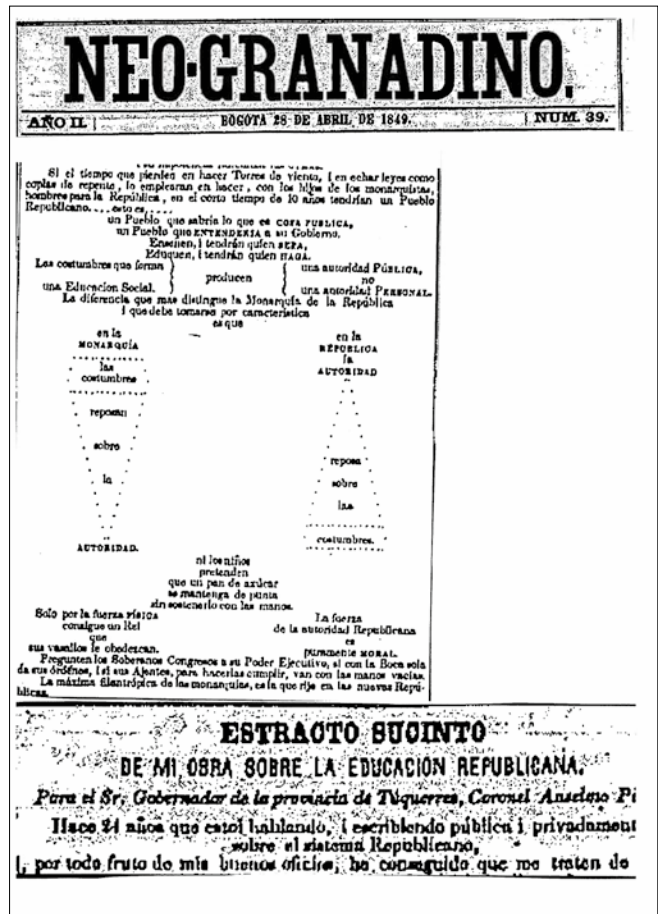 NEO-GRANADINO.
AÑO II. BOGOTA 28 DE ABRIL DE 1849. NUM. 39.
Si el tiempo que pierden en hacer Torres de viento, i en echar leyes como
coplas de repente, lo emplearan en hacer, con los hijos de los monarquistas,
hombres para la República, en el corto tiempo de 10 años tendrían un Pueblo
Republicano.... esto es,....
un Pueblo que sabría lo que es COSA PUBLICA,
un Pueblo que ENTENDERIA a su Gobierno.
Enseñen, i tendrán quien SEPA,
Eduquen, i tendrán quien HAGA.
Las costumbres que forman
una Educacion Social.
producen
una autoridad PÚBLICA,
no
una autoridad PERSONAL.
La diferencia que mas distingue la Monarquía de la República
i que debe tomarse por característica
es que
en la
MONARQUÍA
las
costumbres
reposan
sobre
la
AUTORIDAD.
en la
REPÚBLICA
la
AUTORIDAD
reposa
sobre
las
costumbres.
ni los niños
pretenden
que un pan de azúcar
se mantenga de punta
sin sostenerlo con las manos.
Solo por la fuerza FÍSICA
consigue un Rei
que
sus vasallos le obedezcan.
La fuerza
de la autoridad Republicana
es
puramente MORAL.
Pregunten los Soberanos Congresos a su Poder Ejecutivo, si con la Boca sola
da sus órdenes, i si sus Ajentes, para hacerlas cumplir, van con las manos vacías.
La máxima filantrópica de las monarquías, es la que rije en las nuevas Repú-
blicas.
ESTRACTO SUCINTO
DE MI OBRA SOBRE LA EDUCACION REPUBLICANA.
Para el Sr. Gobernador de la provincia de Túquerres, Coronel Anselmo Pi
Hace 24 años que estoi hablando, i escribiendo pública i privadament
sobre el sistema Republicano,
i, por todo fruto de mis buenos oficios, he conseguido que me traten de